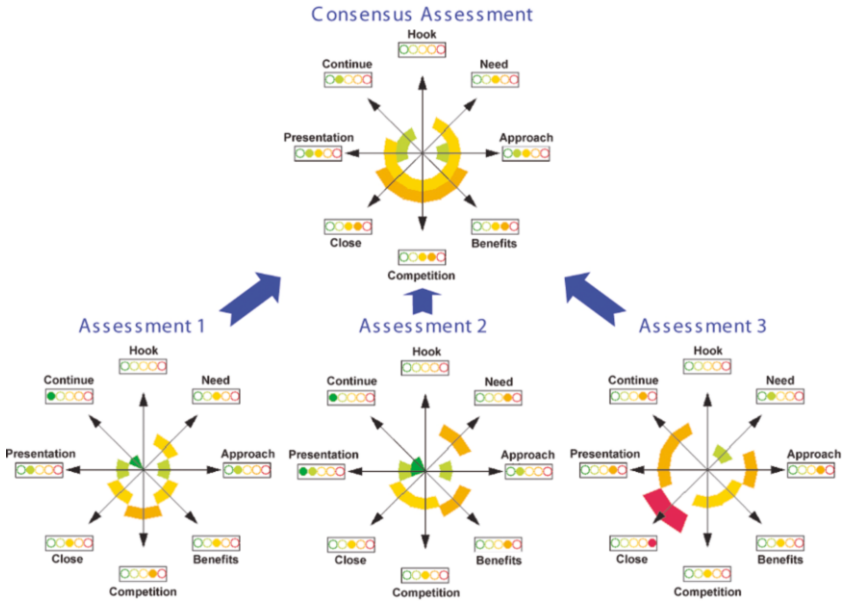 Consensus Assessment
Hook
Continue
Need
Presentation
Approach
Close
Benefits
Competition
Assessment 1
Assessment 2
Assessment 3
Hook
Continue
Need
Presentation
Approach
Close
Benefits
Competition
Hook
Continue
Need
Presentation
Approach
Close
Benefits
Competition
Hook
Continue
Need
Presentation
Approach
Close
Benefits
Competition